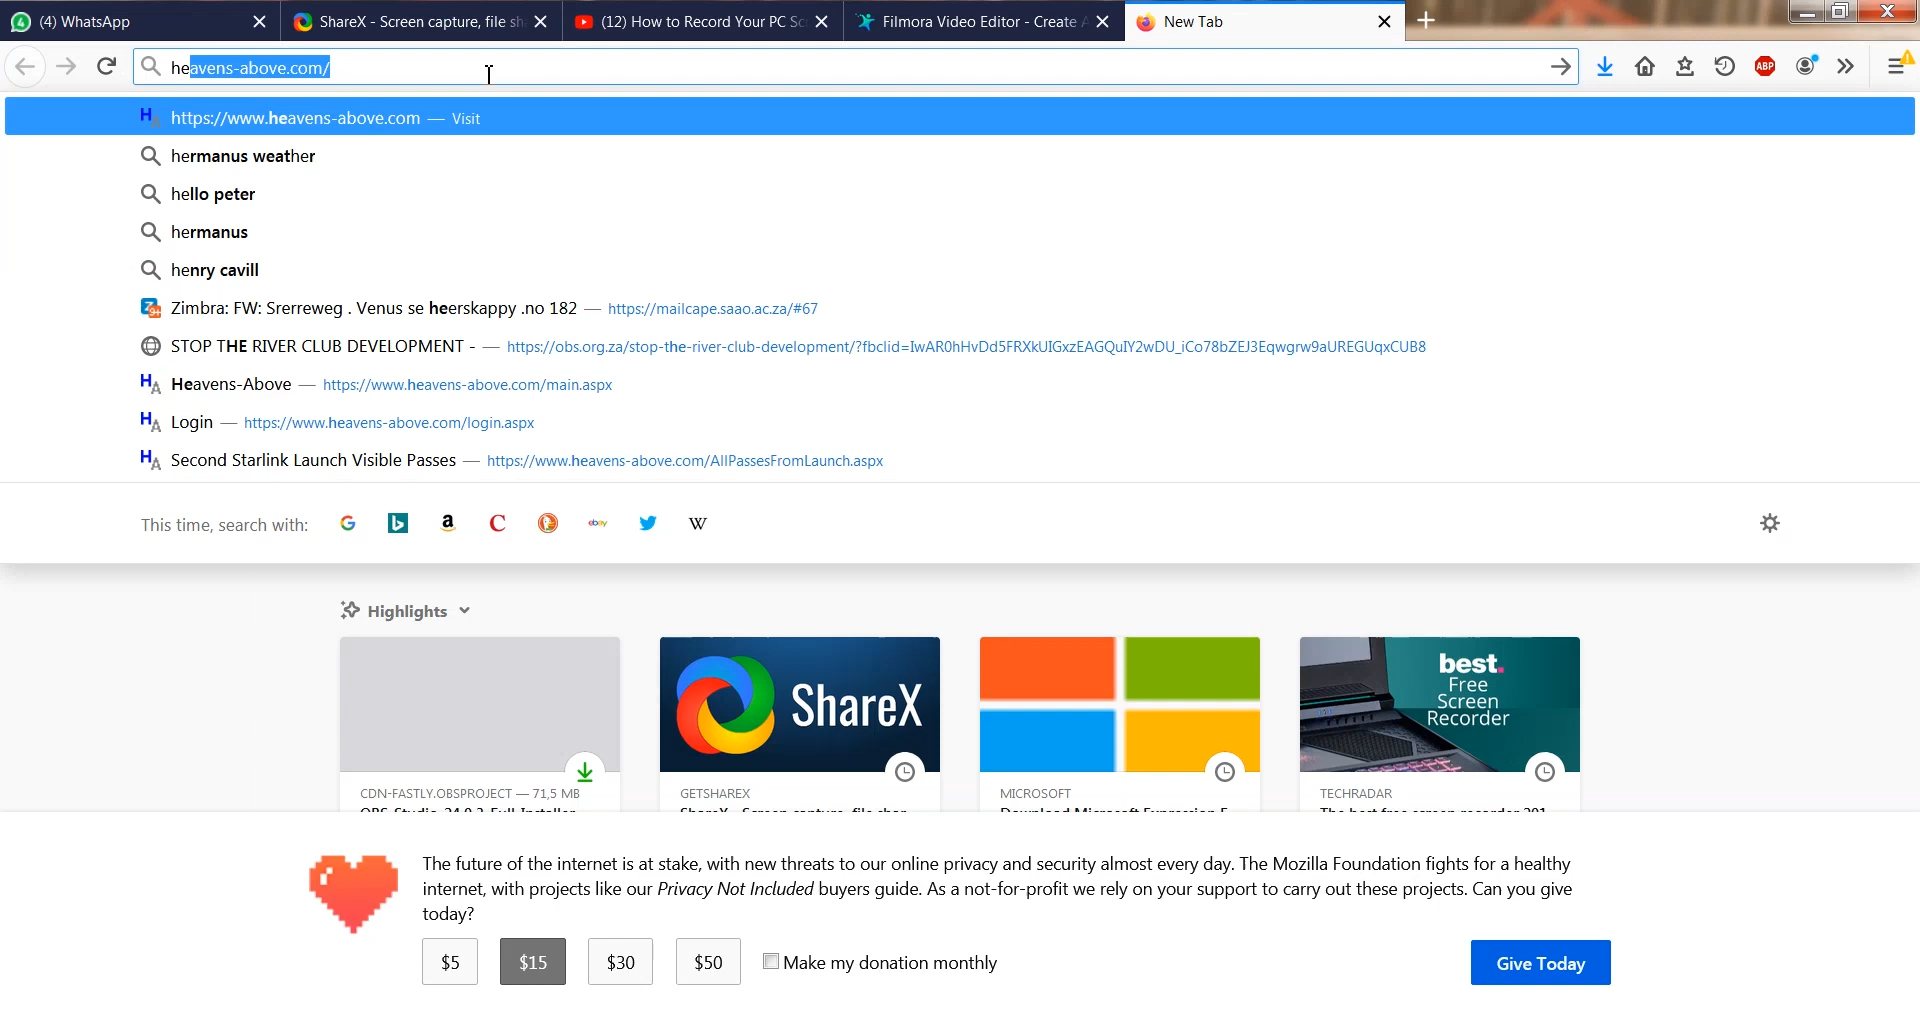 (4) WhatsApp
ShareX - Screen capture, file sh
(12) How to Record Your PC Sc
Filmora Video Editor - Create A
New Tab
heavens-above.com/
ABP
https://www.heavens-above.com — Visit
hermanus weather
hello peter
hermanus
henry cavill
Zimbra: FW: Srerreweg . Venus se heerskappy .no 182 — https://mailcape.saao.ac.za/#67
STOP THE RIVER CLUB DEVELOPMENT - — https://obs.org.za/stop-the-river-club-development/?fbclid=IwAR0hHvDd5FRXkUIGxzEAGQuIY2wDU_iCo78bZEJ3Eqwgrw9aUREGUqxCUB8
Heavens-Above — https://www.heavens-above.com/main.aspx
Login — https://www.heavens-above.com/login.aspx
Second Starlink Launch Visible Passes — https://www.heavens-above.com/AllPassesFromLaunch.aspx
This time, search with:
Highlights
ShareX
best.
Free
Screen
Recorder
CDN-FASTLY.OBSPROJECT — 71,5 MB
GETSHAREX
MICROSOFT
TECHRADAR
The future of the internet is at stake, with new threats to our online privacy and security almost every day. The Mozilla Foundation fights for a healthy
internet, with projects like our Privacy Not Included buyers guide. As a not-for-profit we rely on your support to carry out these projects. Can you give
today?
$5
$15
$30
$50
Make my donation monthly
Give Today